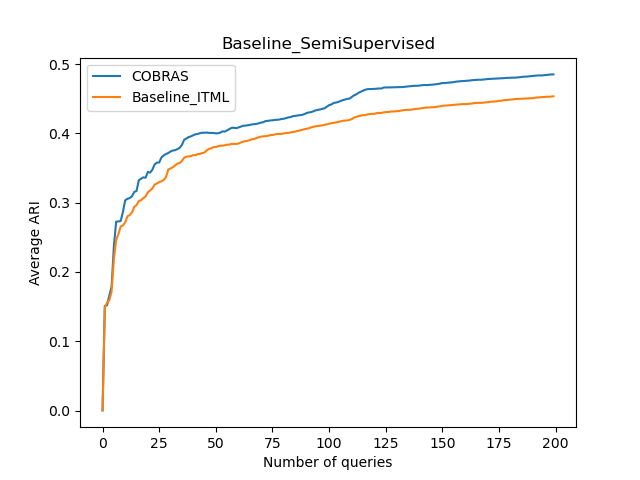 Baseline_SemiSupervised
COBRAS
Baseline_ITML
Average ARI
0.5
0.4
0.3
0.2
0.1
0.0
0 25 50 75 100 125 150 175 200
Number of queries